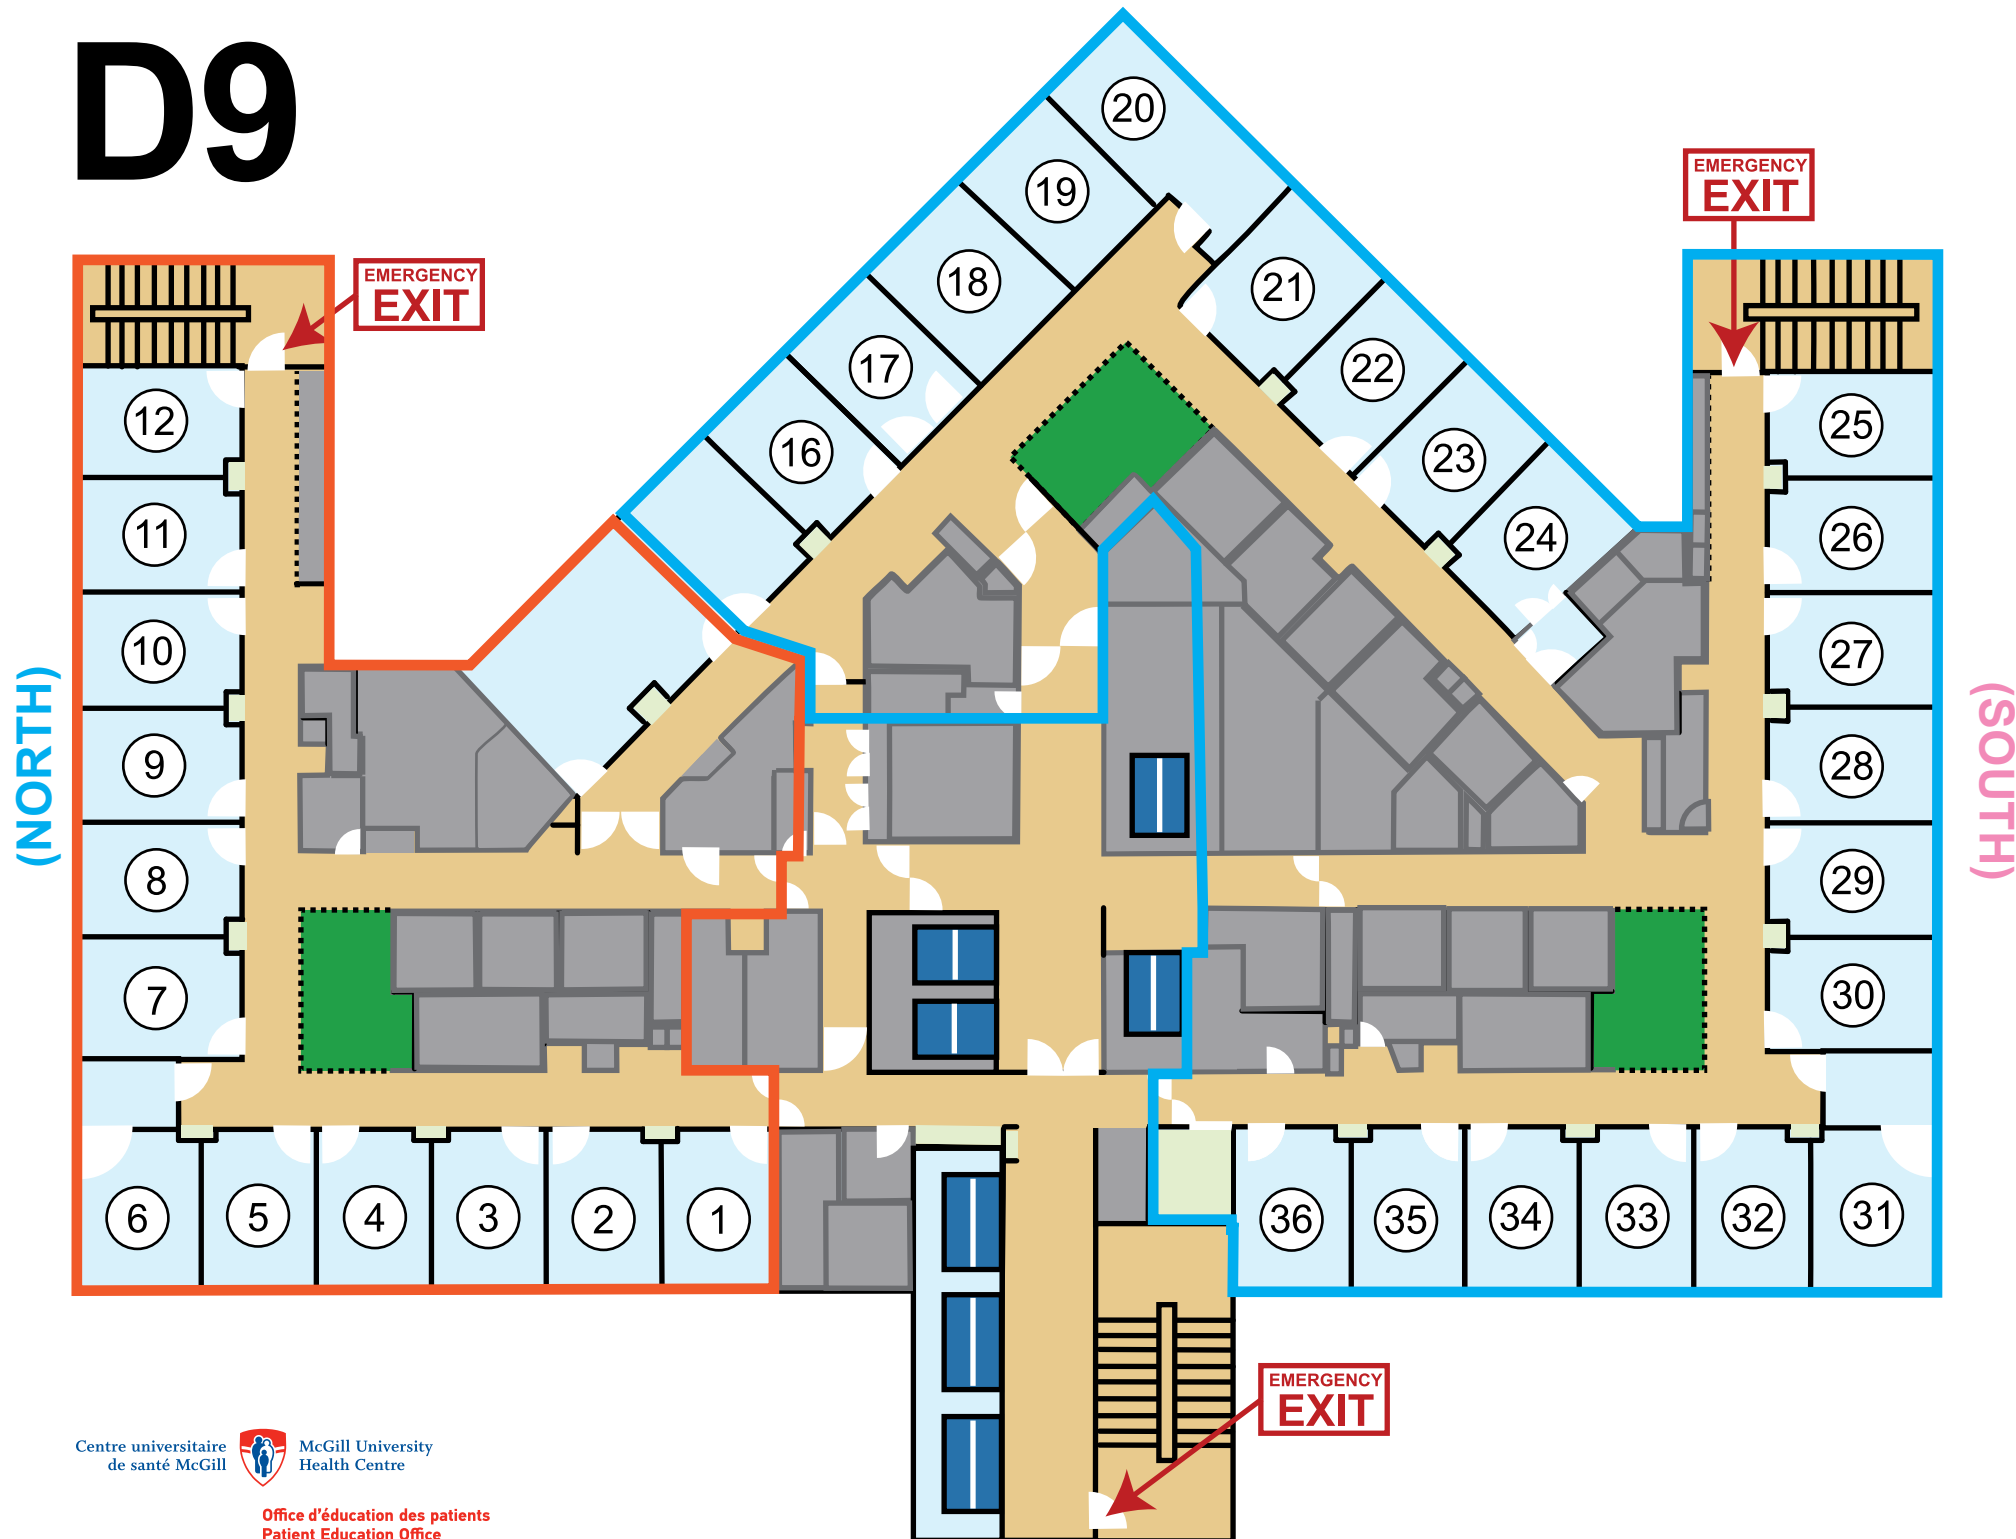 D9
20
19
EMERGENCY
EXIT
18
21
EMERGENCY
EXIT
17
22
12
16
23
25
11
24
26
10
27
(NORTH)
(SOUTH)
9
28
8
29
7
30
6
5
4
3
2
1
36
35
34
33
32
31
EMERGENCY
EXIT
Centre universitaire
de santé McGill
McGill University
Health Centre
Office d'éducation des patients
Patient Education Office